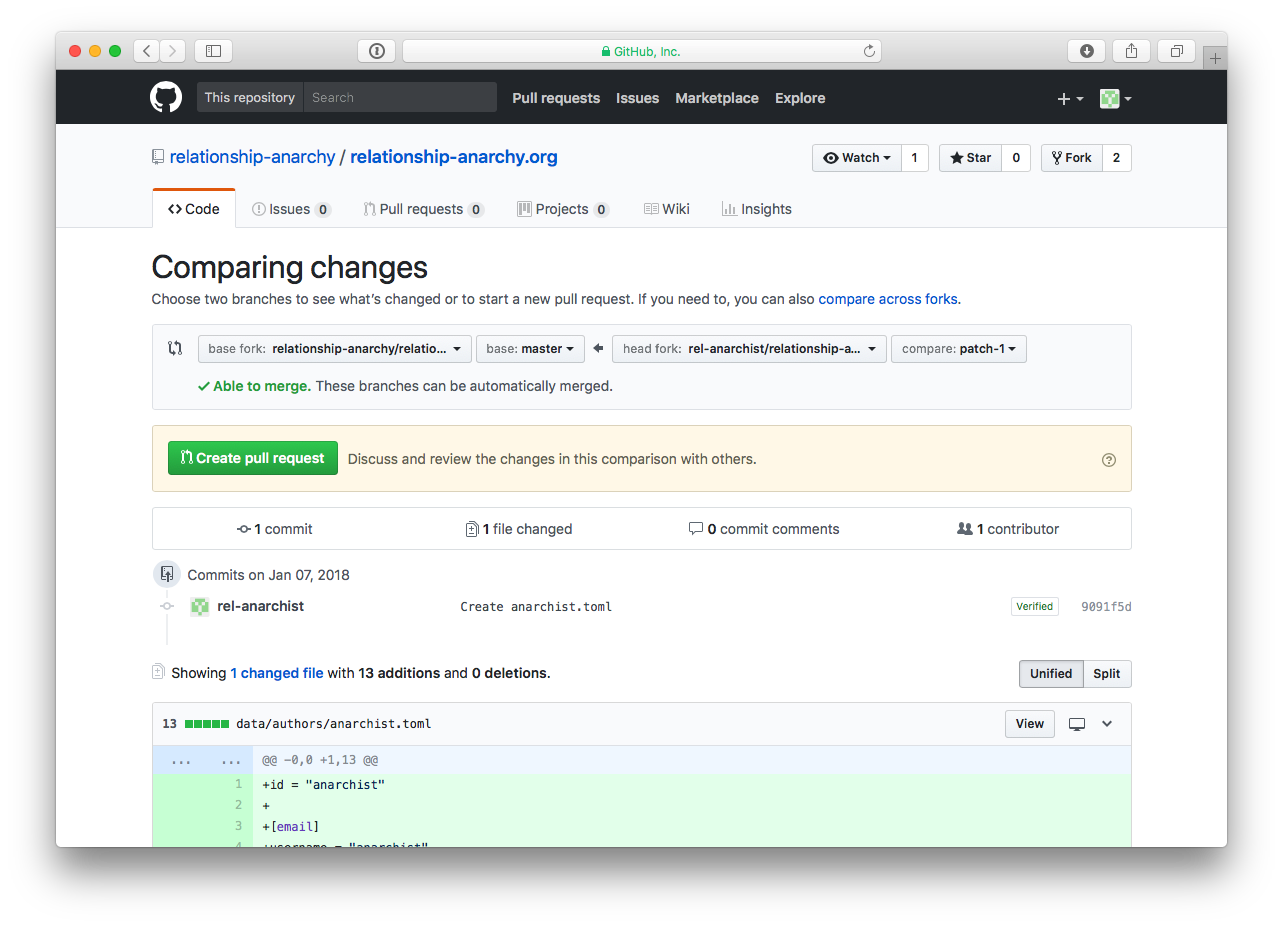 GitHub, Inc.
This repository Search Pull requests Issues Marketplace Explore
relationship-anarchy / relationship-anarchy.org Watch 1 Star 0 Fork 2
Code Issues 0 Pull requests 0 Projects 0 Wiki Insights
Comparing changes
Choose two branches to see what’s changed or to start a new pull request. If you need to, you can also compare across forks.
base fork: relationship-anarchy/relatio... base: master head fork: rel-anarchist/relationship-a... compare: patch-1
Able to merge. These branches can be automatically merged.
Create pull request Discuss and review the changes in this comparison with others.
1 commit 1 file changed 0 commit comments 1 contributor
Commits on Jan 07, 2018
rel-anarchist Create anarchist.toml Verified 9091f5d
Showing 1 changed file with 13 additions and 0 deletions. Unified Split
13 data/authors/anarchist.toml View
... ... @@ -0,0 +1,13 @@
1 +id = "anarchist"
2 +
3 +[email]
4 +username = "anarchist"